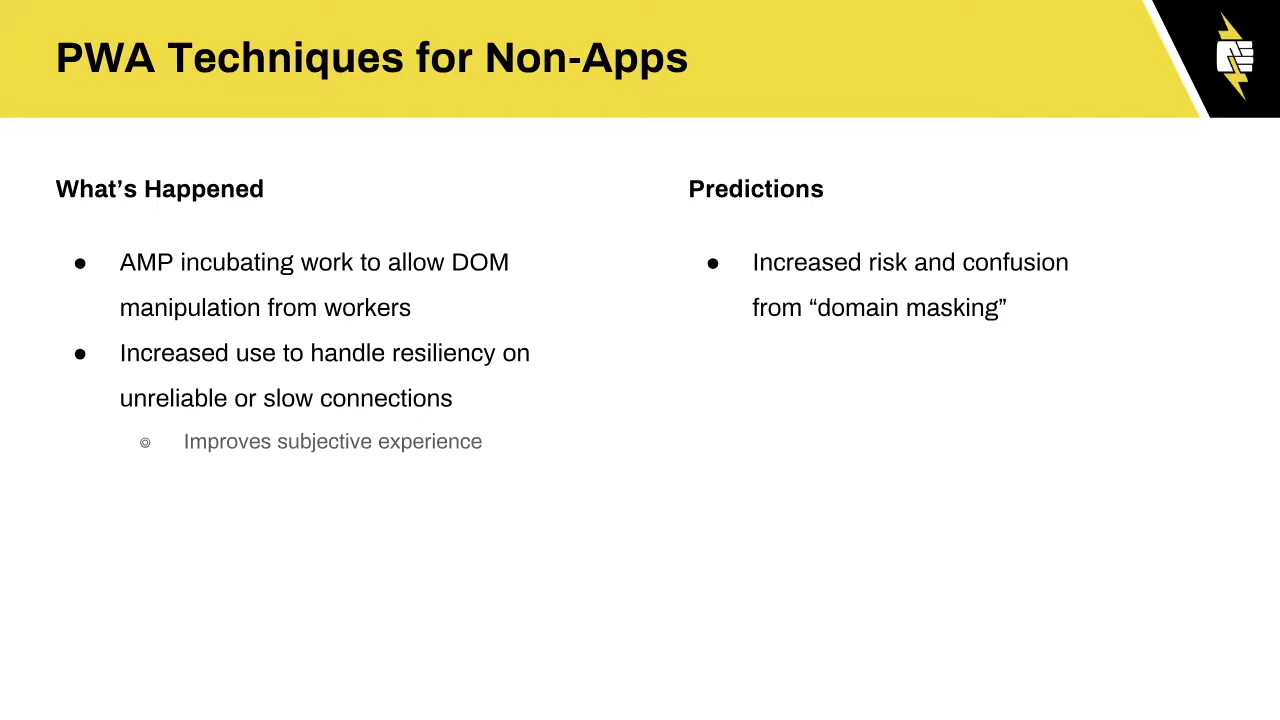 PWA Techniques for Non-Apps
What’s Happened
● AMP incubating work to allow DOM
manipulation from workers
● Increased use to handle resiliency on
unreliable or slow connections
◎ Improves subjective experience
Predictions
● Increased risk and confusion
from “domain masking”